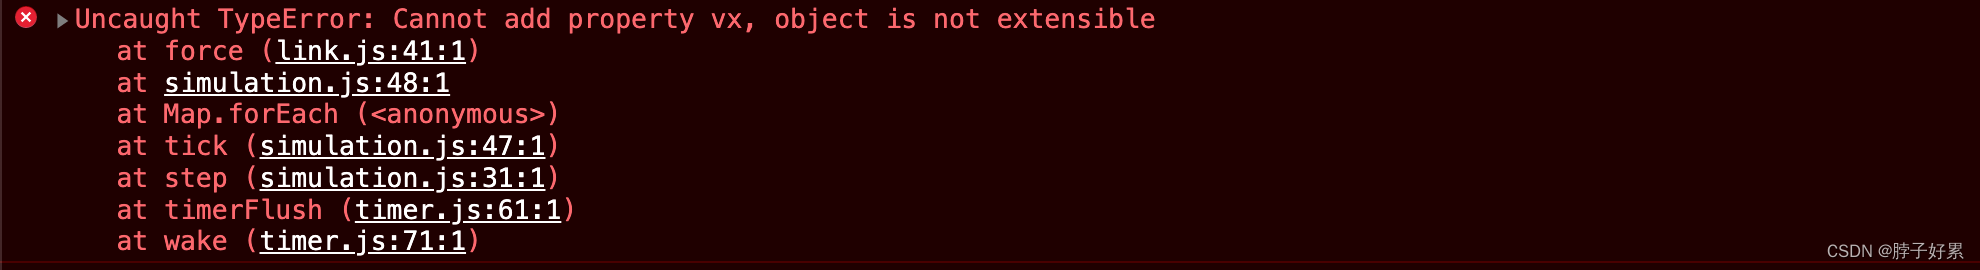 Uncaught TypeError: Cannot add property vx, object is not extensible
at force (link.js:41:1)
at simulation.js:48:1
at Map.forEach (<anonymous>)
at tick (simulation.js:47:1)
at step (simulation.js:31:1)
at timerFlush (timer.js:61:1)
at wake (timer.js:71:1)
CSDN @脖子好累